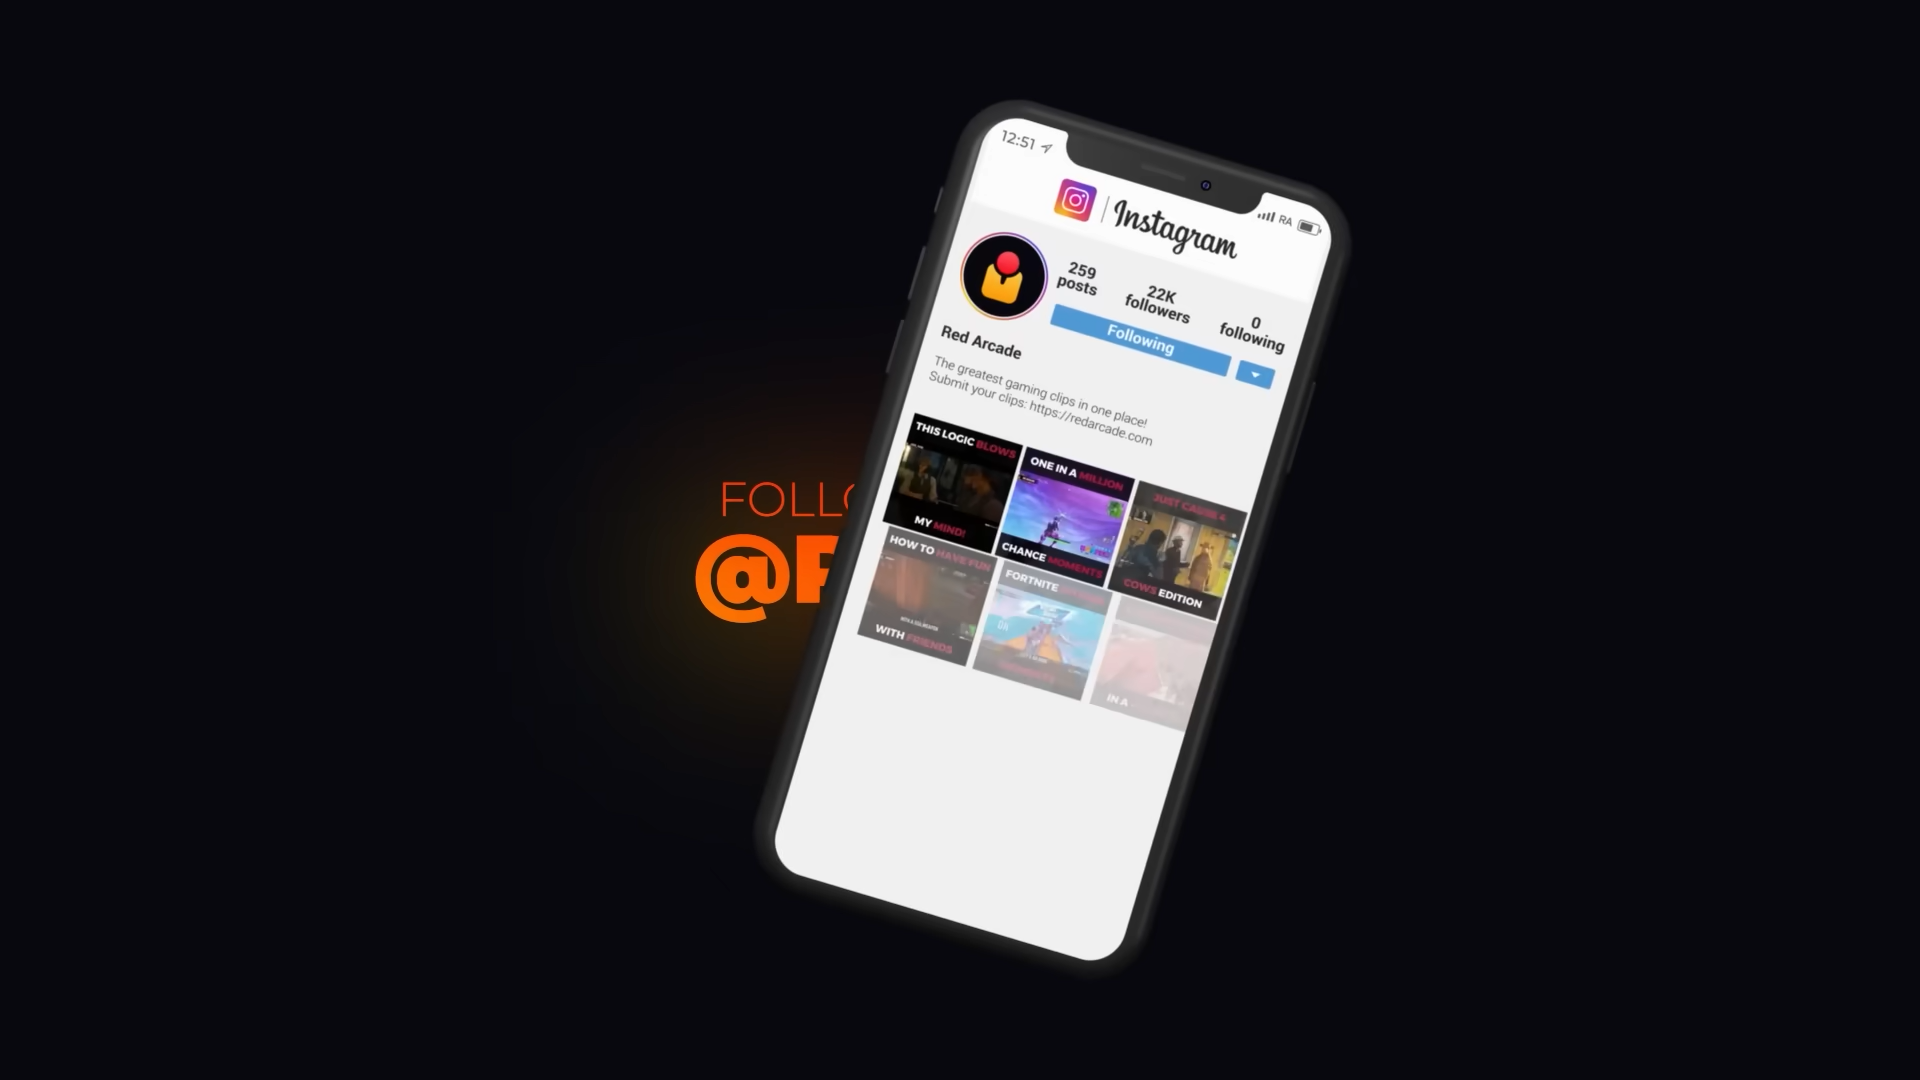 12:51
RA
Instagram
259
posts
22K
followers
0
following
Following
Red Arcade
The greatest gaming clips in one place!
Submit your clips: https://redarcade.com
THIS LOGIC BLOWS
MY MIND!
ONE IN A MILLION
CHANCE MOMENTS
JUST CAUSE 4
COWS EDITION
HOW TO HAVE FUN
WITH FRIENDS
FORTNITE
IN A